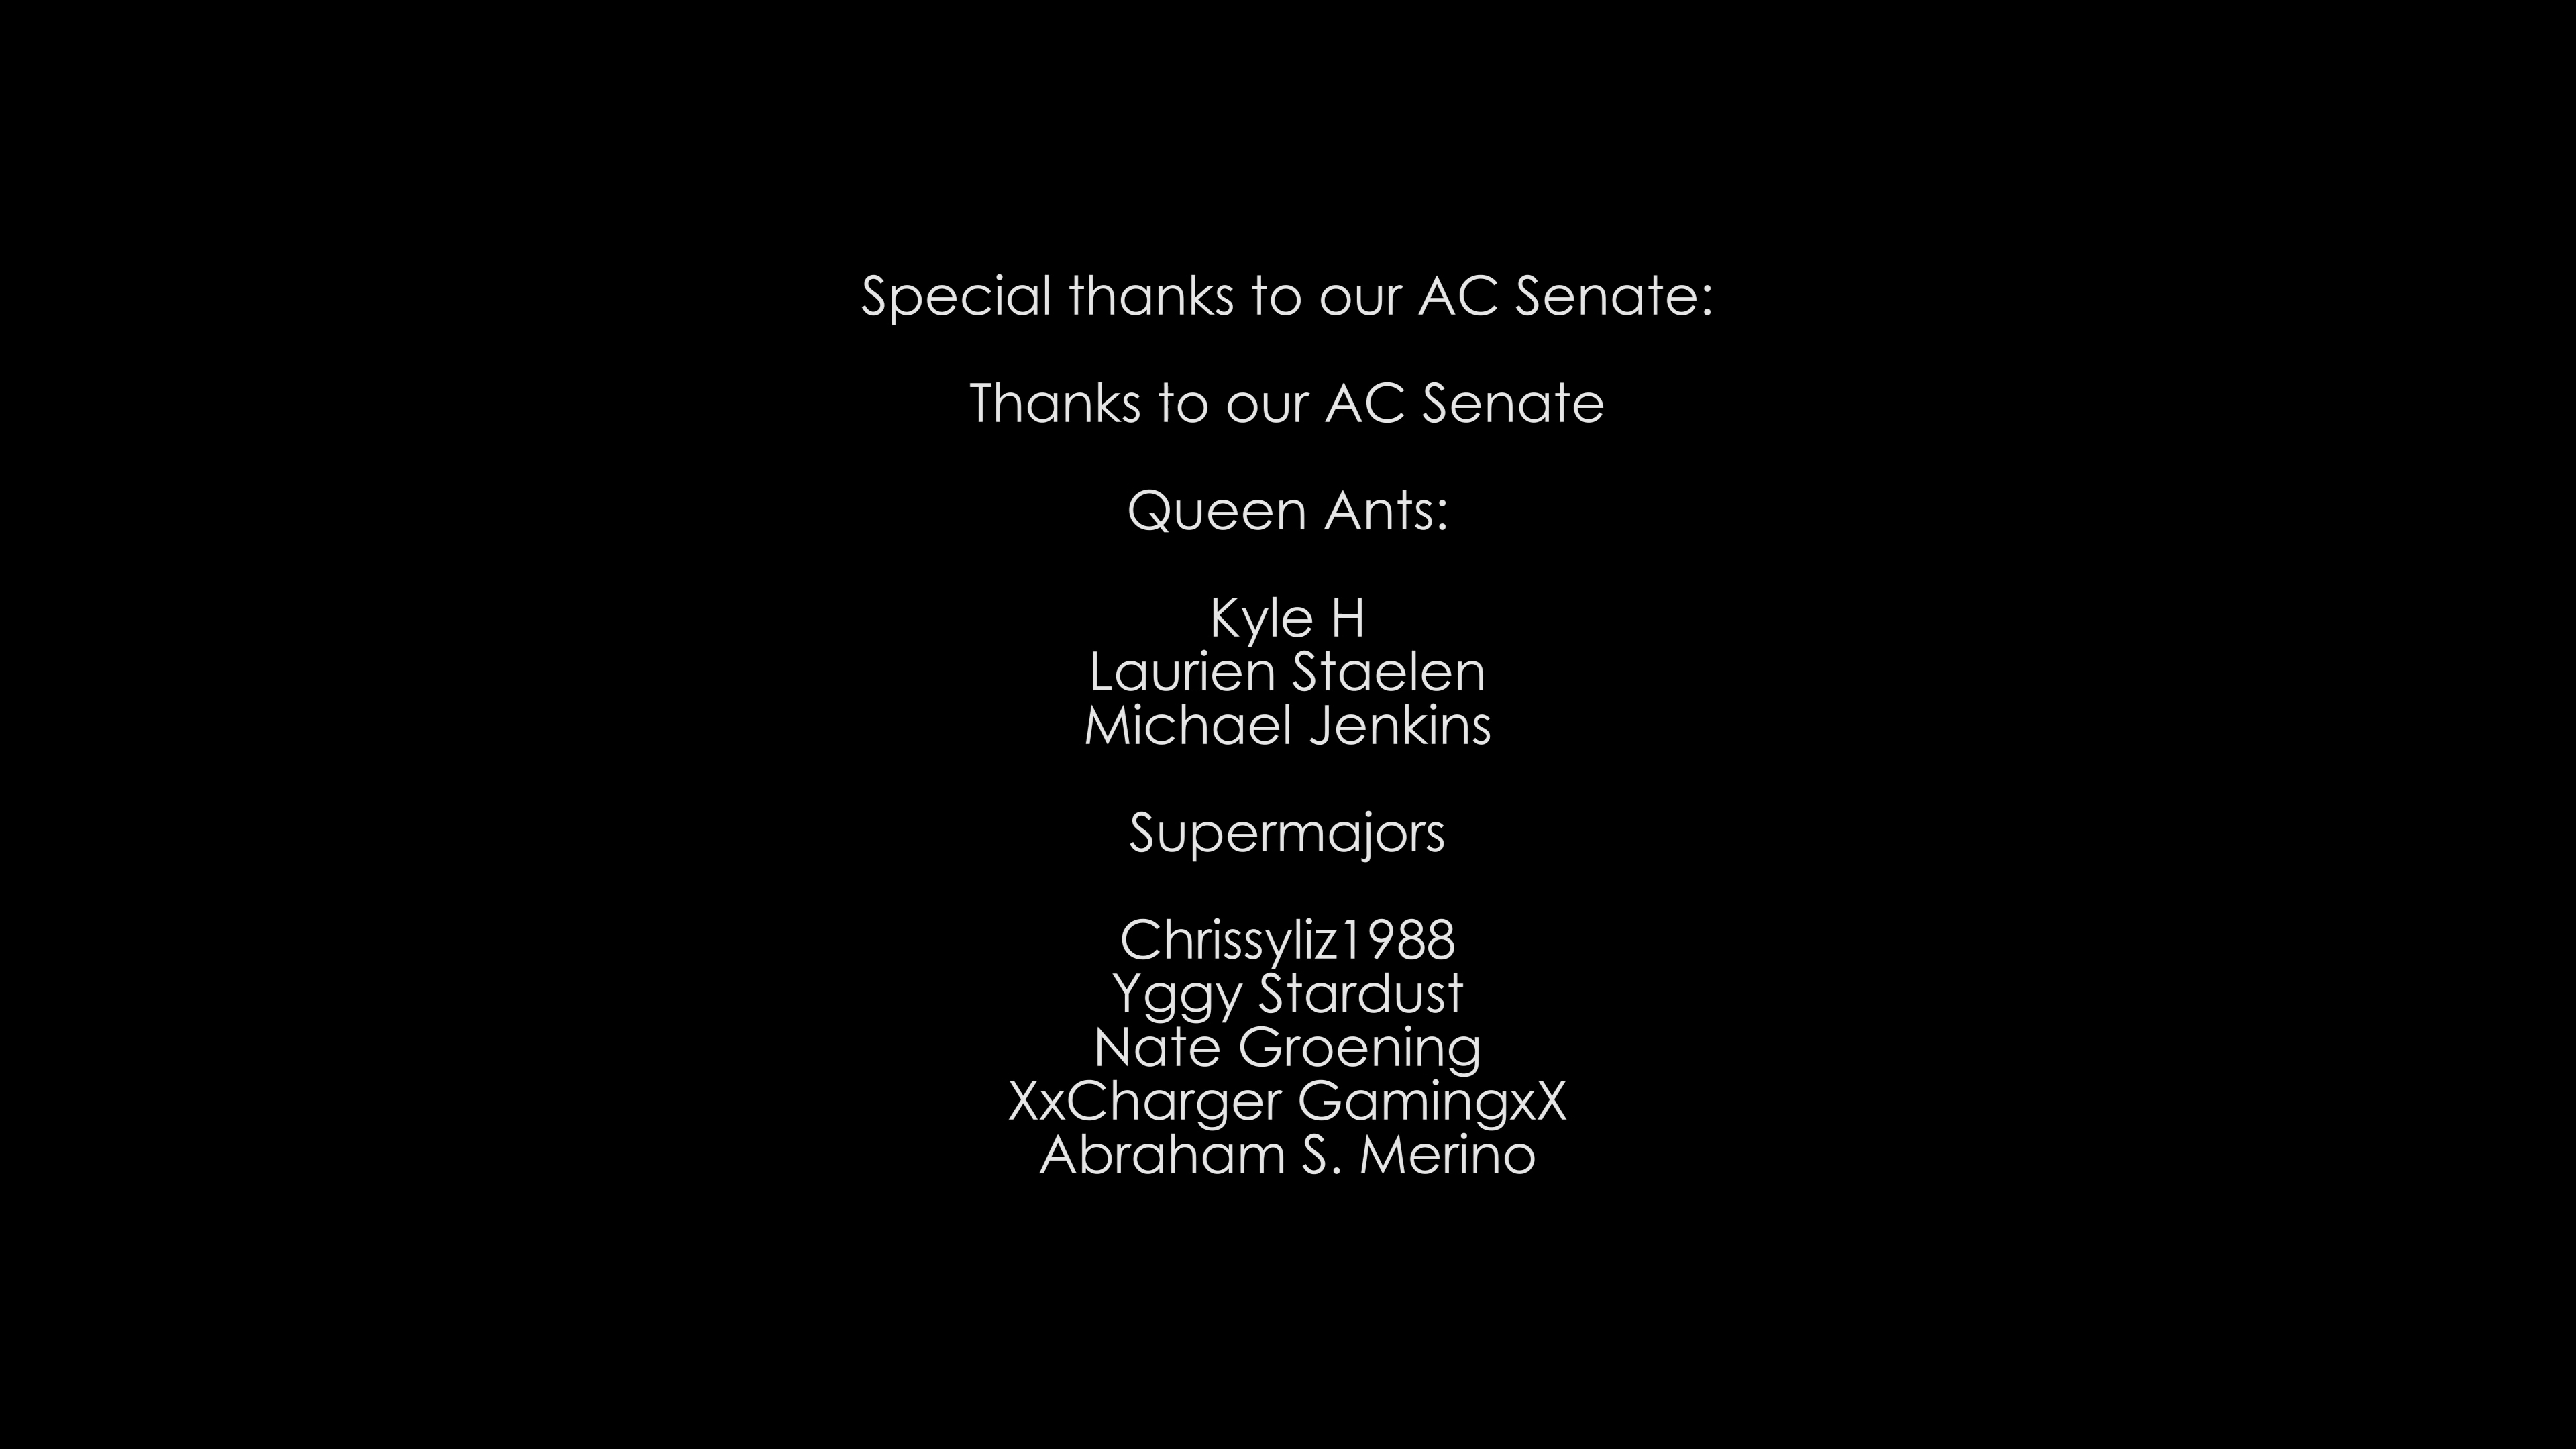 Special thanks to our AC Senate:
Thanks to our AC Senate
Queen Ants:
Kyle H
Laurien Staelen
Michael Jenkins
Supermajors
Chrissyliz1988
Yggy Stardust
Nate Groening
XxCharger GamingxX
Abraham S. Merino